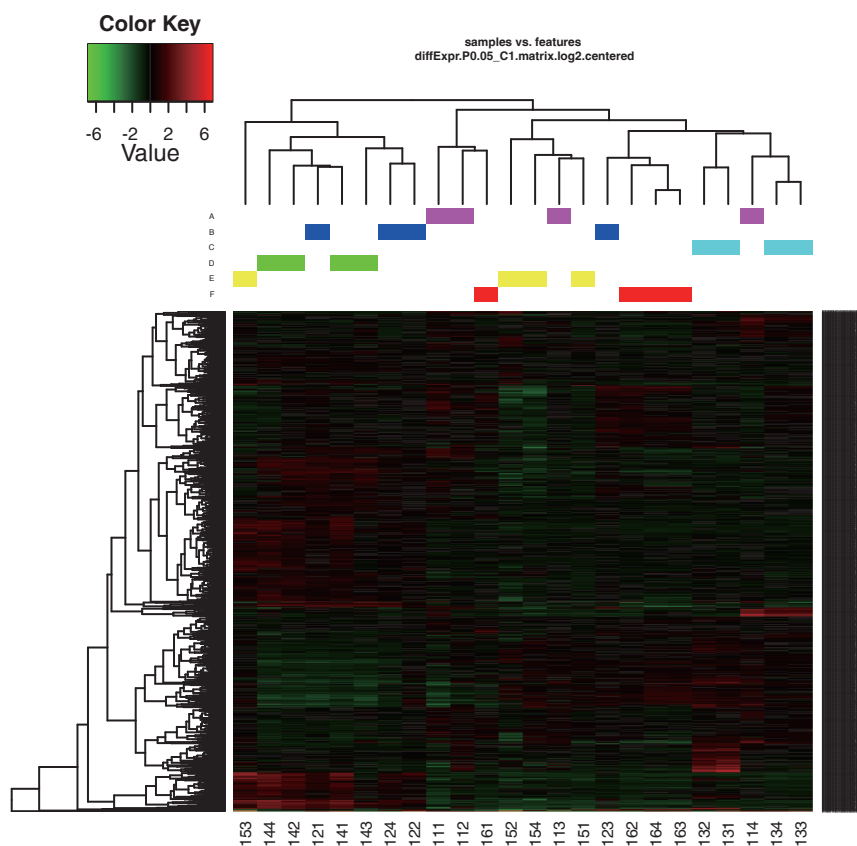 Color Key
-6 -2 2 6
Value
samples vs. features
diffExpr.P0.05_C1.matrix.log2.centered
A
B
C
D
E
F
153 144 142 121 141 143 124 122 111 112 161 152 154 113 151 123 162 164 163 132 131 114 134 133